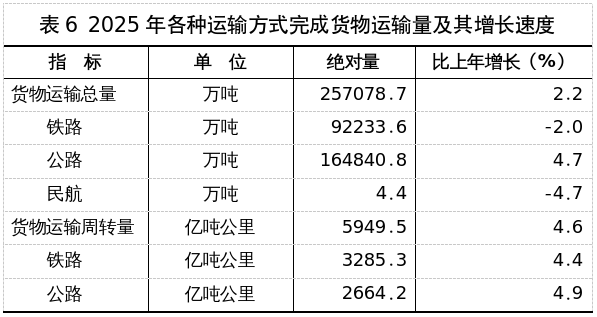 表 6 2025 年各种运输方式完成货物运输量及其增长速度
指 标 单 位 绝对量 比上年增长（%）
货物运输总量 万吨 257078.7 2.2
铁路 万吨 92233.6 -2.0
公路 万吨 164840.8 4.7
民航 万吨 4.4 -4.7
货物运输周转量 亿吨公里 5949.5 4.6
铁路 亿吨公里 3285.3 4.4
公路 亿吨公里 2664.2 4.9